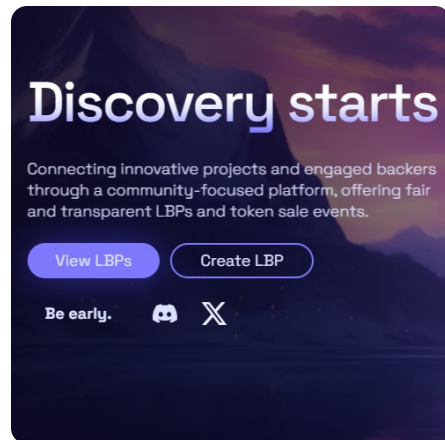 Discovery starts
Connecting innovative projects and engaged backers
through a community-focused platform, offering fair
and transparent LBPs and token sale events.
View LBPs
Create LBP
Be early.